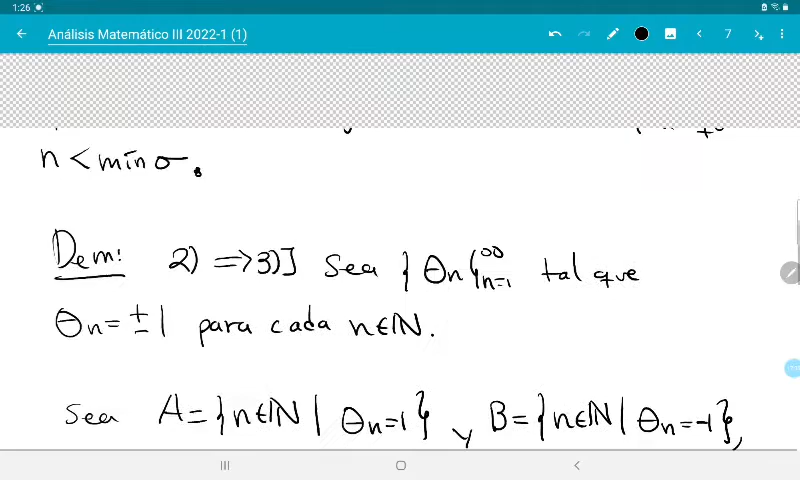 1:26
Análisis Matemático III 2022-1 (1)
7
n < mín σ.
Dem: 2) => 3)] Sea {θn}n=1^∞ tal que
θn = ±1 para cada n∈ℕ.
Sea A = {n∈ℕ | θn=1} y B = {n∈ℕ | θn=-1},